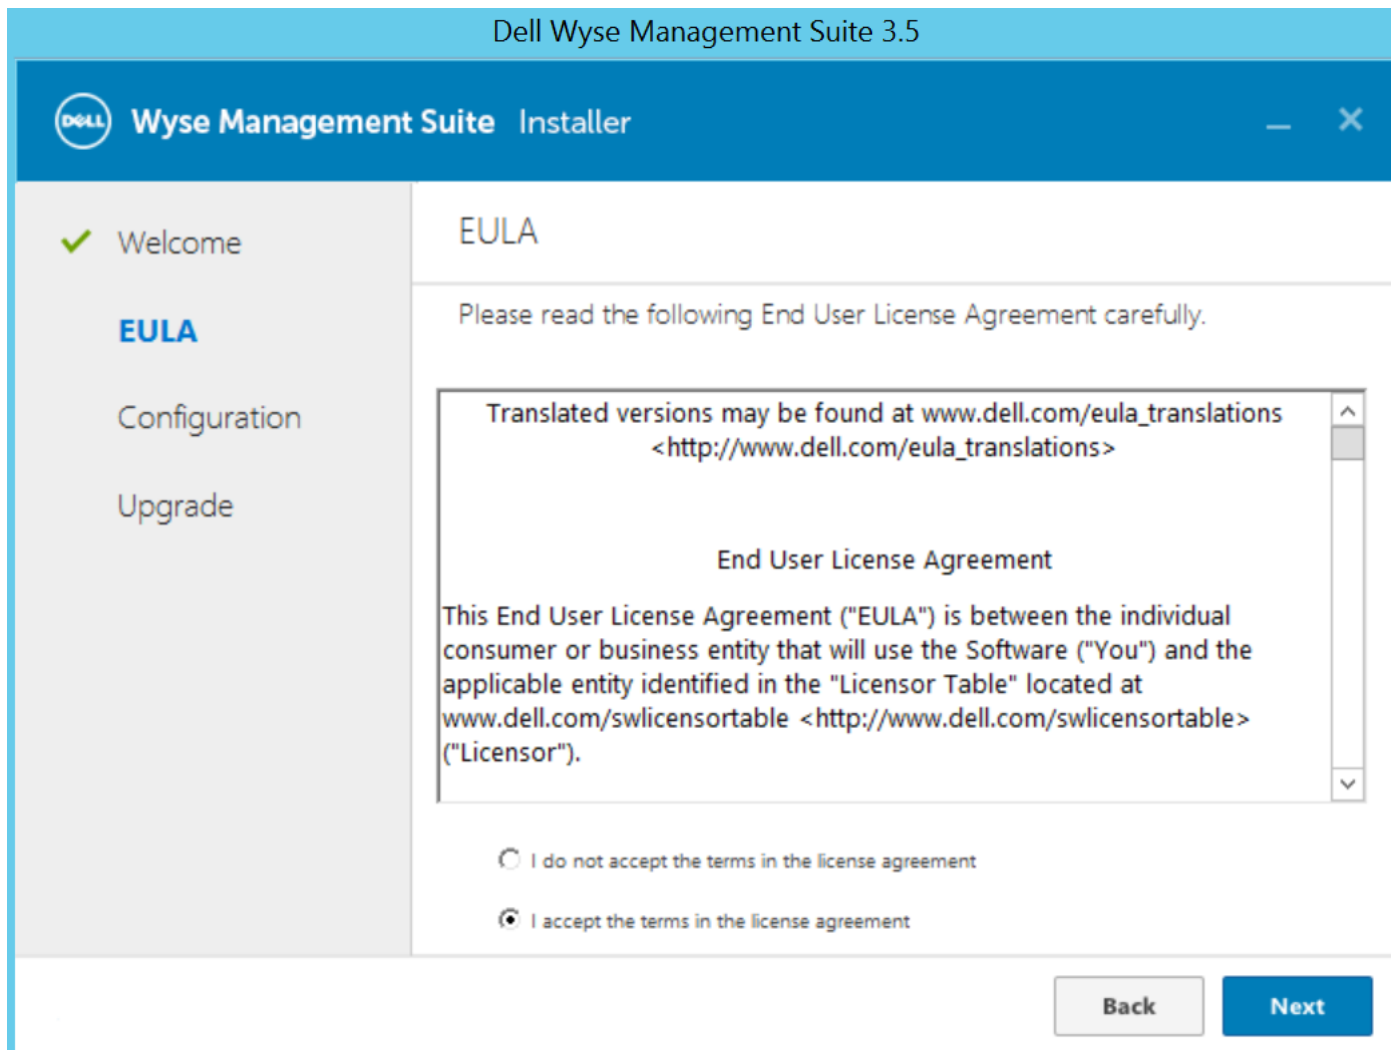 Dell Wyse Management Suite 3.5
DELL Wyse Management Suite Installer
Welcome
EULA
Configuration
Upgrade
EULA
Please read the following End User License Agreement carefully.
Translated versions may be found at www.dell.com/eula_translations
<http://www.dell.com/eula_translations>
End User License Agreement
This End User License Agreement ("EULA") is between the individual
consumer or business entity that will use the Software ("You") and the
applicable entity identified in the "Licensor Table" located at
www.dell.com/swlicensortable <http://www.dell.com/swlicensortable>
("Licensor").
I do not accept the terms in the license agreement
I accept the terms in the license agreement
Back Next